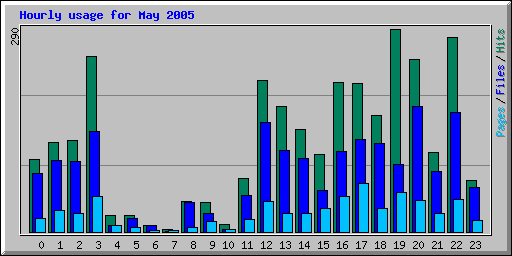 Hourly usage for May 2005
290
Pages / Files / Hits
0 1 2 3 4 5 6 7 8 9 10 11 12 13 14 15 16 17 18 19 20 21 22 23